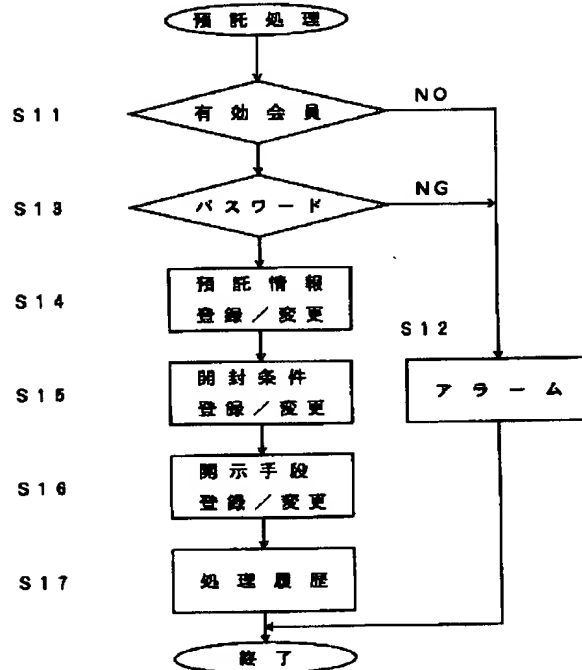 預託処理
S11
有効会員
NO
S13
パスワード
NG
S14
預託情報
登録/変更
S12
アラーム
S15
開封条件
登録/変更
S16
開示手段
登録/変更
S17
処理履歴
終了